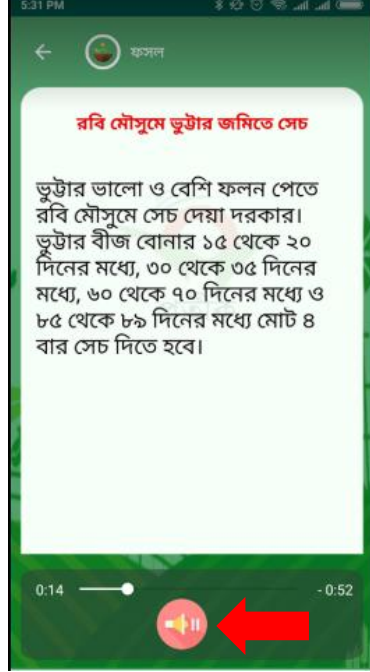 5:31 PM
ফসল
রবি মৌসুমে ভুট্টার জমিতে সেচ
ভুট্টার ভালো ও বেশি ফলন পেতে
রবি মৌসুমে সেচ দেয়া দরকার।
ভুট্টার বীজ বোনার ১৫ থেকে ২০
দিনের মধ্যে, ৩০ থেকে ৩৫ দিনের
মধ্যে, ৬০ থেকে ৭০ দিনের মধ্যে ও
৮৫ থেকে ৮৯ দিনের মধ্যে মোট ৪
বার সেচ দিতে হবে।
0:14
- 0:52